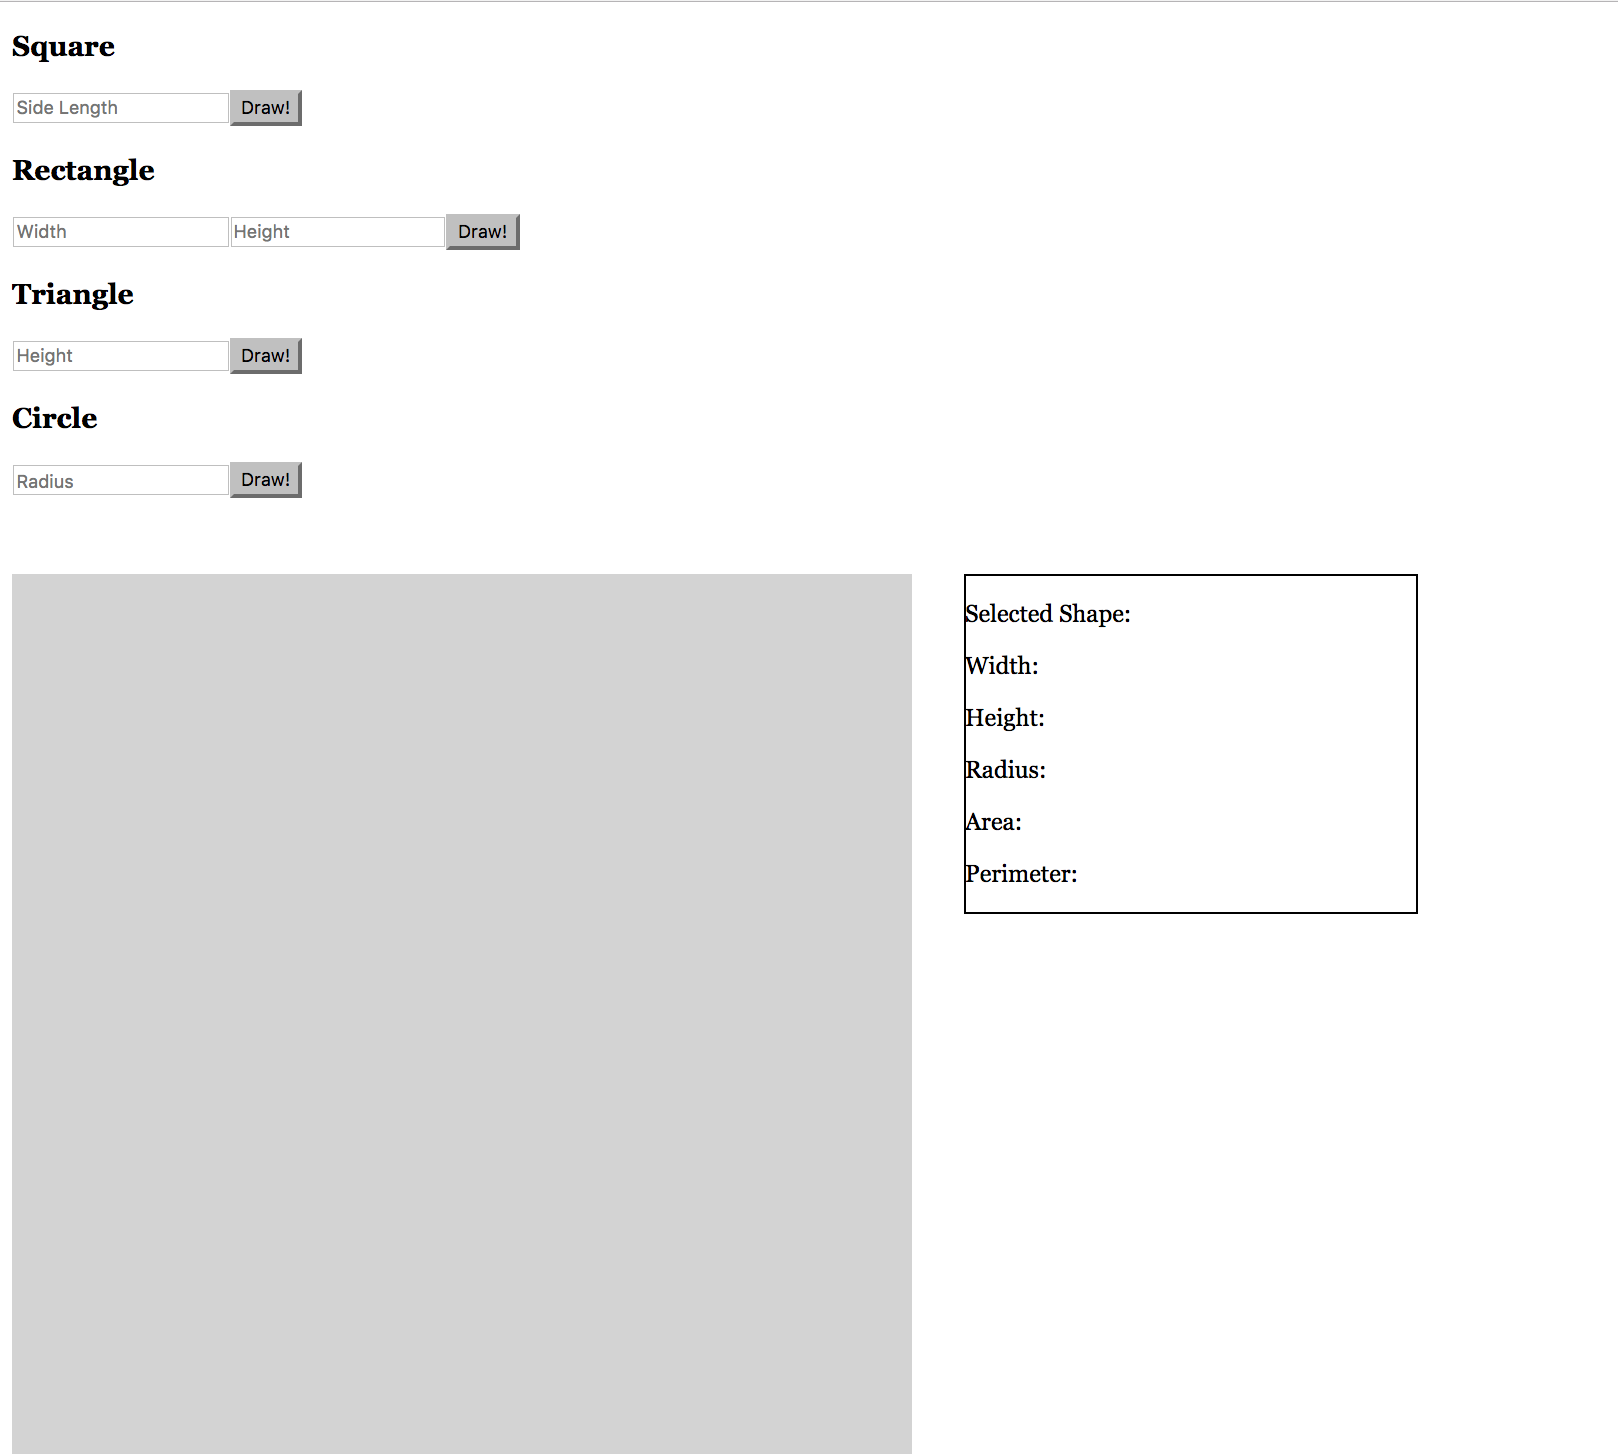 Square
Side Length Draw!
Rectangle
Width Height Draw!
Triangle
Height Draw!
Circle
Radius Draw!
Selected Shape:
Width:
Height:
Radius:
Area:
Perimeter: